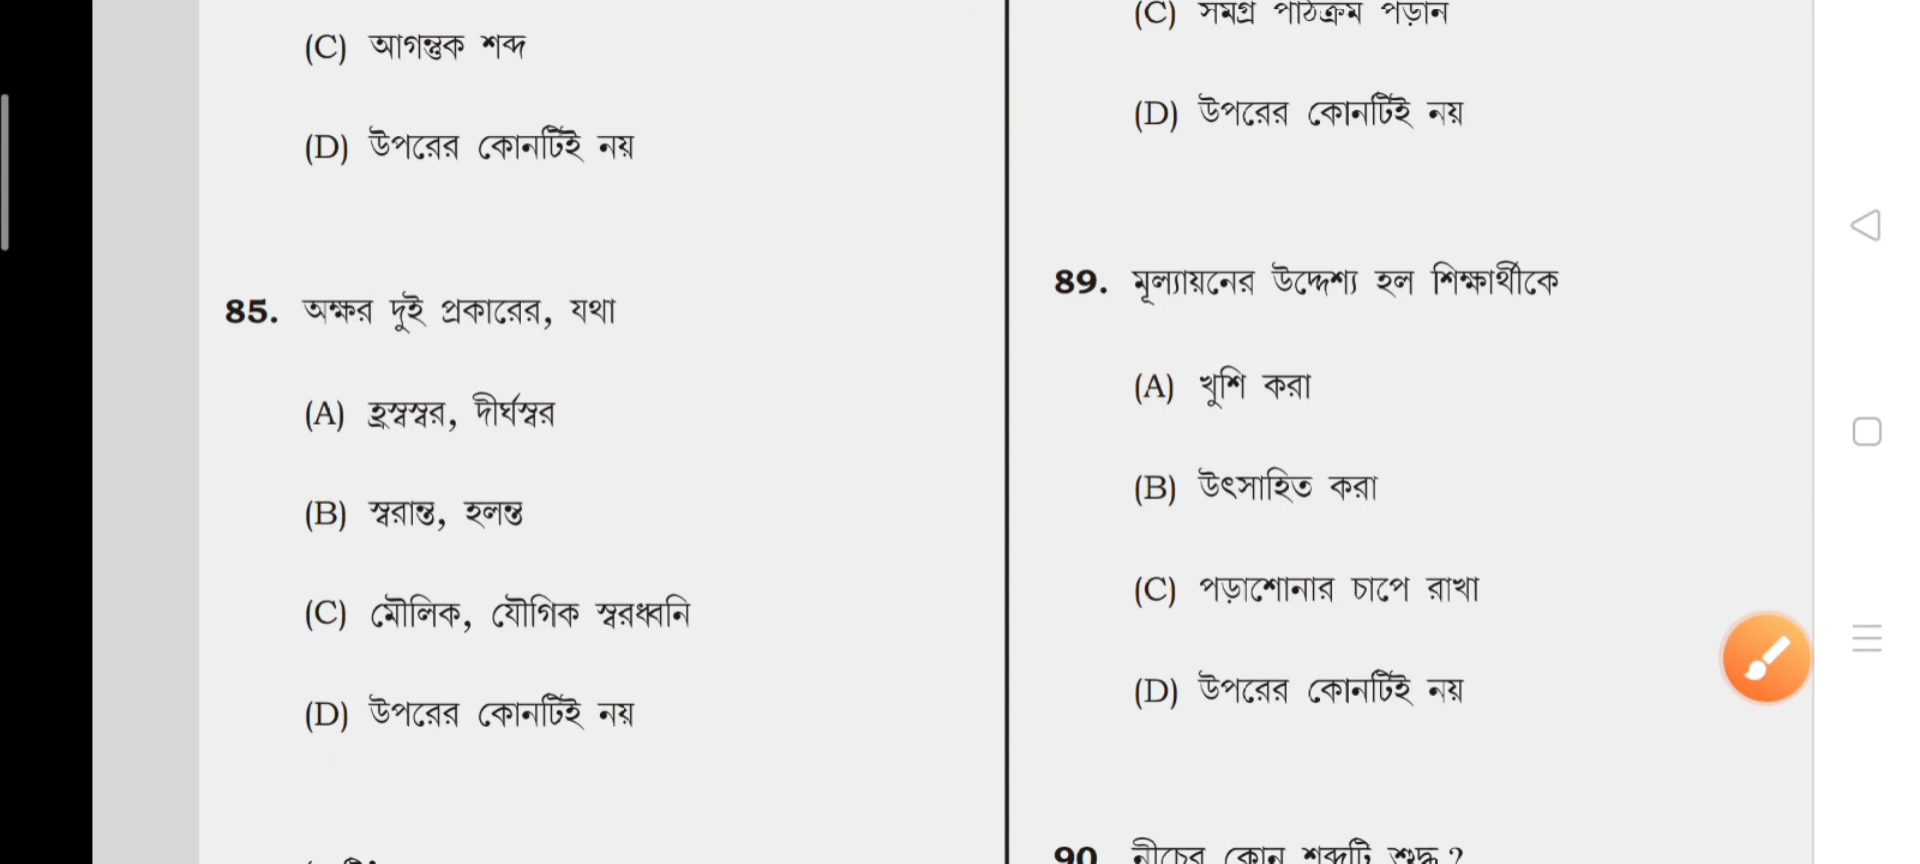 (C) আগন্তুক শব্দ
(D) উপরের কোনটিই নয়
85. অক্ষর দুই প্রকারের, যথা
(A) হ্রস্বস্বর, দীর্ঘস্বর
(B) স্বরান্ত, হলন্ত
(C) মৌলিক, যৌগিক স্বরধ্বনি
(D) উপরের কোনটিই নয়
(C) সমগ্র পাঠক্রম পড়ান
(D) উপরের কোনটিই নয়
89. মূল্যায়নের উদ্দেশ্য হল শিক্ষার্থীকে
(A) খুশি করা
(B) উৎসাহিত করা
(C) পড়াশোনার চাপে রাখা
(D) উপরের কোনটিই নয়
90 নীচের কোন শব্দটি শুদ্ধ ?